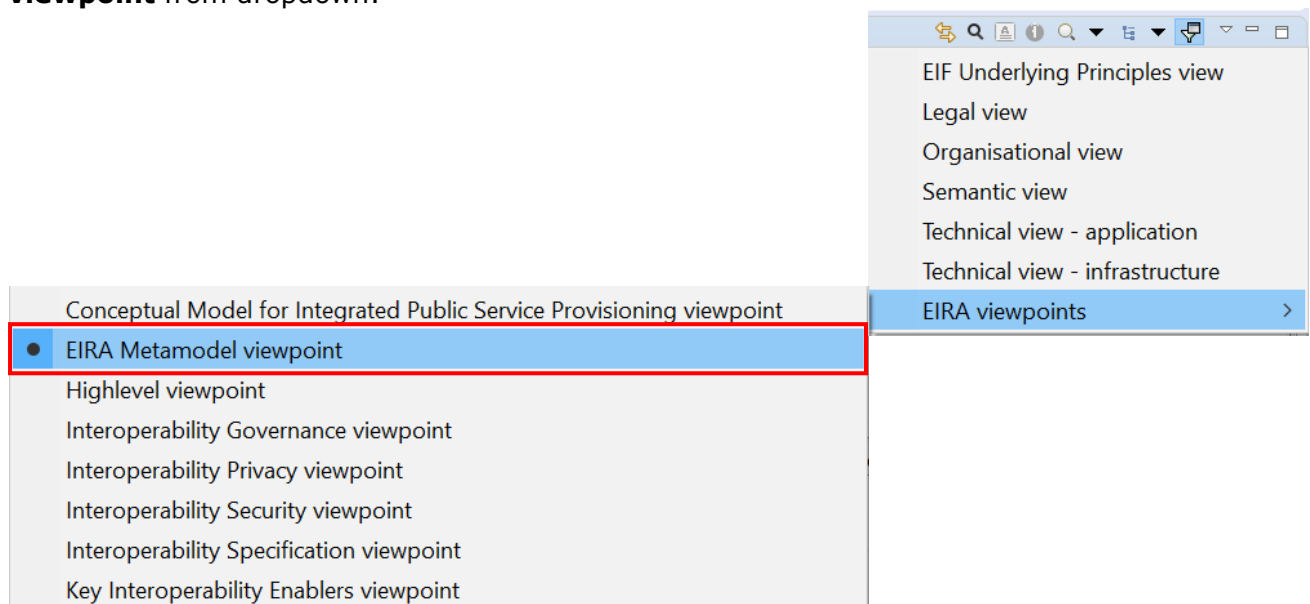 viewpoint from dropdown.
EIF Underlying Principles view
Legal view
Organisational view
Semantic view
Technical view - application
Technical view - infrastructure
EIRA viewpoints
Conceptual Model for Integrated Public Service Provisioning viewpoint
EIRA Metamodel viewpoint
Highlevel viewpoint
Interoperability Governance viewpoint
Interoperability Privacy viewpoint
Interoperability Security viewpoint
Interoperability Specification viewpoint
Key Interoperability Enablers viewpoint